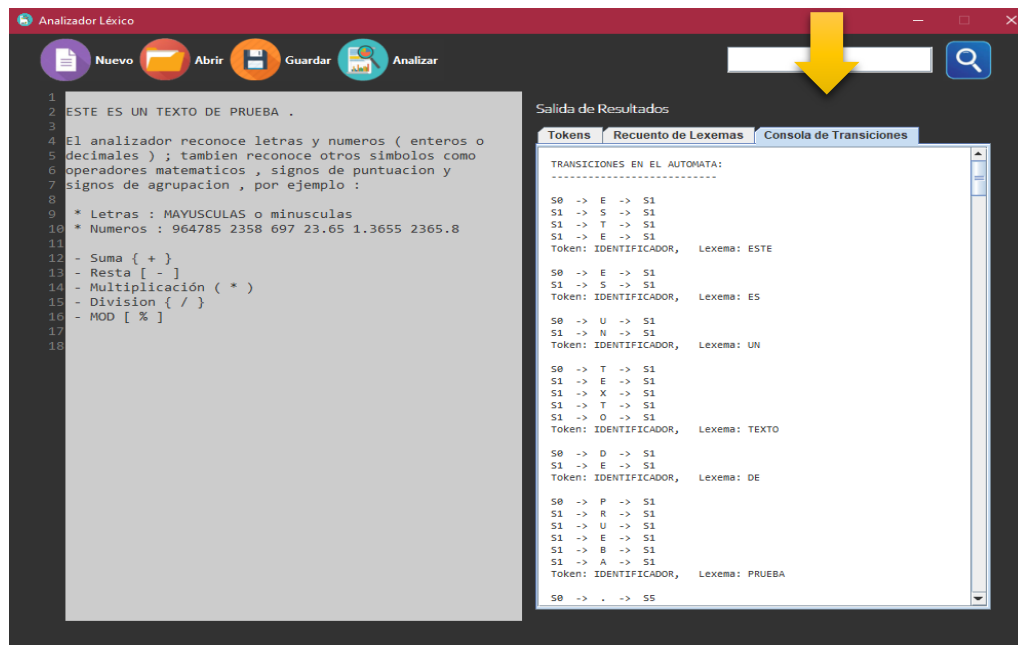 Analizador Léxico
Nuevo Abrir Guardar Analizar
1
2 ESTE ES UN TEXTO DE PRUEBA .
3
4 El analizador reconoce letras y numeros ( enteros o
5 decimales ) ; tambien reconoce otros simbolos como
6 operadores matematicos , signos de puntuacion y
7 signos de agrupacion , por ejemplo :
8
9 * Letras : MAYUSCULAS o minusculas
10 * Numeros : 964785 2358 697 23.65 1.3655 2365.8
11
12 - Suma { + }
13 - Resta [ - ]
14 - Multiplicación ( * )
15 - Division { / }
16 - MOD [ % ]
17
18
Salida de Resultados
Tokens Recuento de Lexemas Consola de Transiciones
TRANSICIONES EN EL AUTOMATA:
---------------------------
S0 -> E -> S1
S1 -> S -> S1
S1 -> T -> S1
S1 -> E -> S1
Token: IDENTIFICADOR, Lexema: ESTE
S0 -> E -> S1
S1 -> S -> S1
Token: IDENTIFICADOR, Lexema: ES
S0 -> U -> S1
S1 -> N -> S1
Token: IDENTIFICADOR, Lexema: UN
S0 -> T -> S1
S1 -> E -> S1
S1 -> X -> S1
S1 -> T -> S1
S1 -> O -> S1
Token: IDENTIFICADOR, Lexema: TEXTO
S0 -> D -> S1
S1 -> E -> S1
Token: IDENTIFICADOR, Lexema: DE
S0 -> P -> S1
S1 -> R -> S1
S1 -> U -> S1
S1 -> E -> S1
S1 -> B -> S1
S1 -> A -> S1
Token: IDENTIFICADOR, Lexema: PRUEBA
S0 -> . -> S5